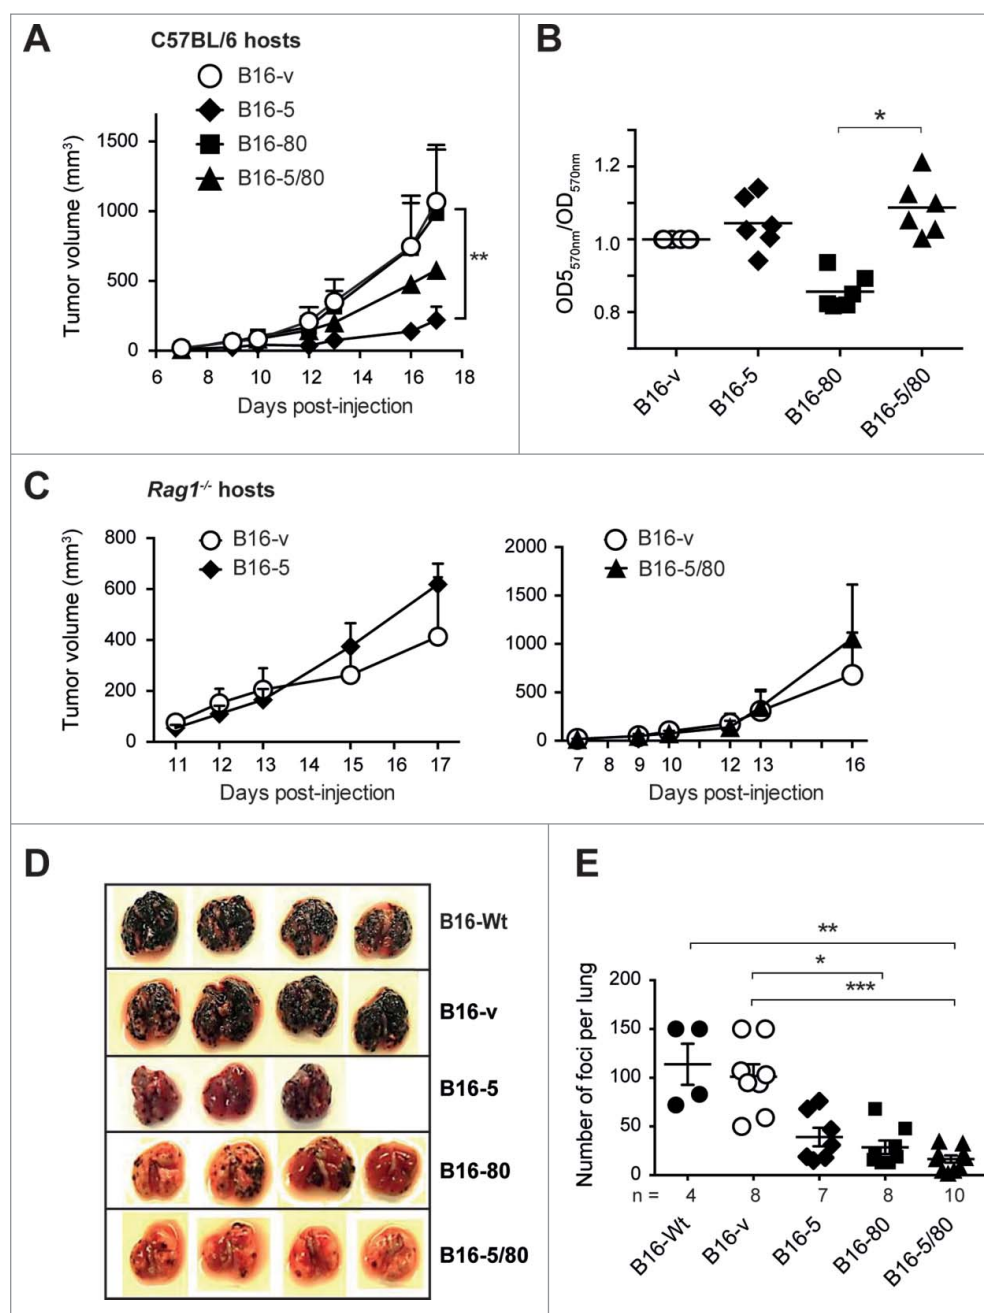 A
C57BL/6 hosts
B16-v
B16-5
B16-80
B16-5/80
Tumor volume (mm³)
1500
1000
500
0
6 8 10 12 14 16 18
Days post-injection
**
B
*
OD5₅₇₀ₙₘ/OD₅₇₀ₙₘ
1.2
1.0
0.8
B16-v
B16-5
B16-80
B16-5/80
C
Rag1-/- hosts
B16-v
B16-5
Tumor volume (mm³)
800
600
400
200
0
11 12 13 14 15 16 17
Days post-injection
B16-v
B16-5/80
2000
1500
1000
500
0
7 8 9 10 12 13 16
Days post-injection
D
B16-Wt
B16-v
B16-5
B16-80
B16-5/80
E
**
*
***
Number of foci per lung
200
150
100
50
0
n = 4 8 7 8 10
B16-Wt
B16-v
B16-5
B16-80
B16-5/80